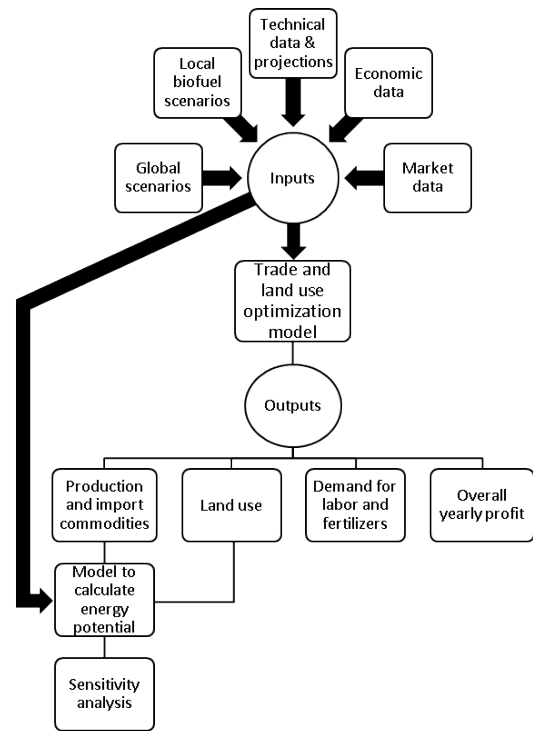 Technical
data &
projections
Local
biofuel
scenarios
Economic
data
Global
scenarios
Inputs
Market
data
Trade and
land use
optimization
model
Outputs
Production
and import
commodities
Land use
Demand for
labor and
fertilizers
Overall
yearly profit
Model to
calculate
energy
potential
Sensitivity
analysis